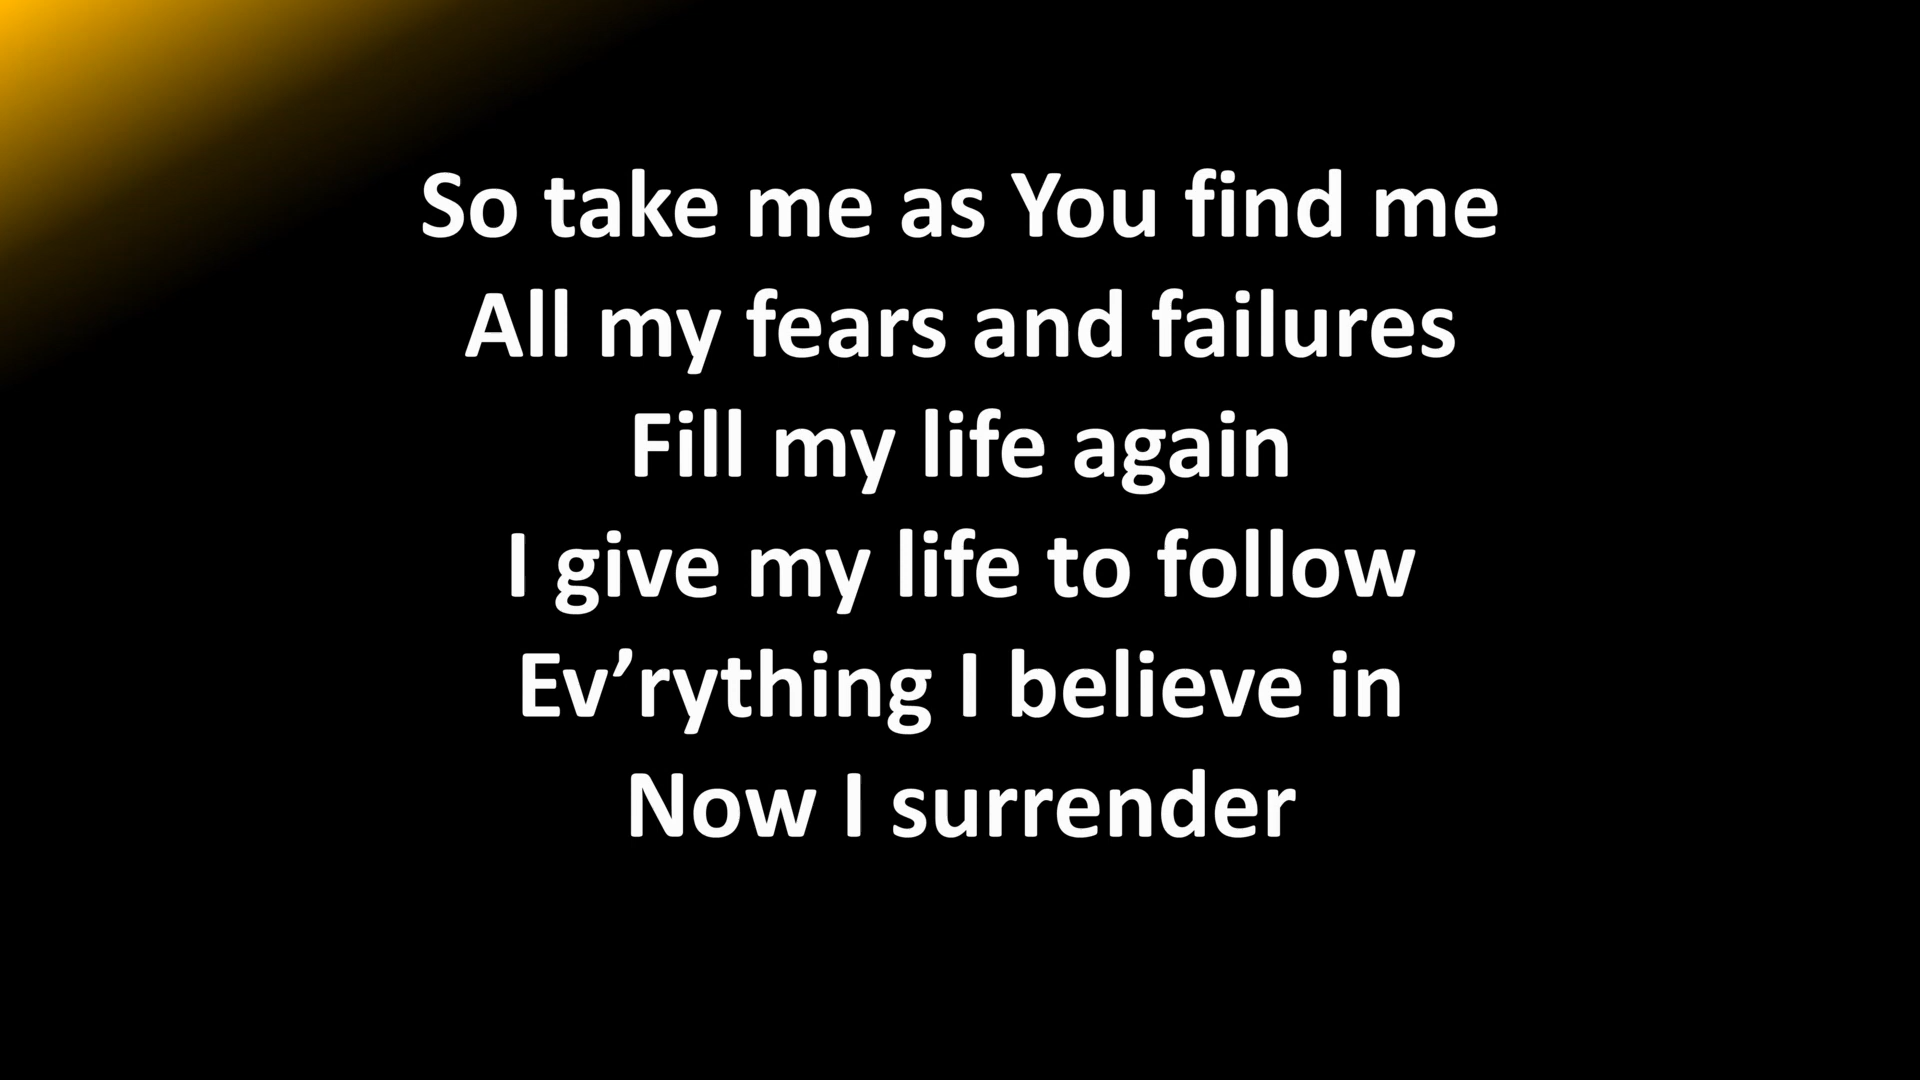 So take me as You find me
All my fears and failures
Fill my life again
I give my life to follow
Ev’rything I believe in
Now I surrender